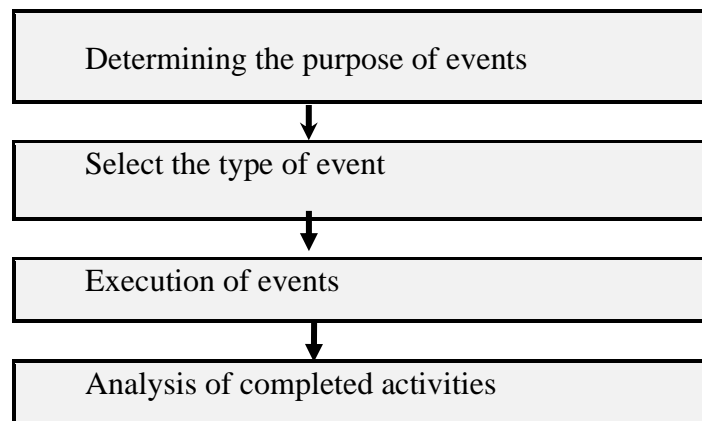 Determining the purpose of events
Select the type of event
Execution of events
Analysis of completed activities